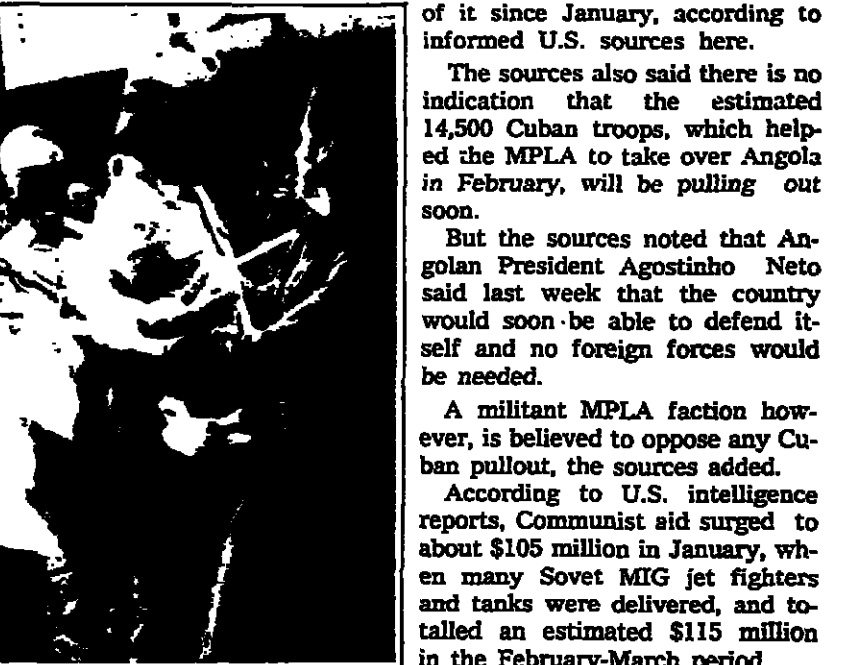 of it since January, according to
informed U.S. sources here.
The sources also said there is no
indication that the estimated
14,500 Cuban troops, which help-
ed the MPLA to take over Angola
in February, will be pulling out
soon.
But the sources noted that An-
golan President Agostinho Neto
said last week that the country
would soon be able to defend it-
self and no foreign forces would
be needed.
A militant MPLA faction how-
ever, is believed to oppose any Cu-
ban pullout, the sources added.
According to U.S. intelligence
reports, Communist aid surged to
about $105 million in January, wh-
en many Sovet MIG jet fighters
and tanks were delivered, and to-
talled an estimated $115 million
in the February-March period